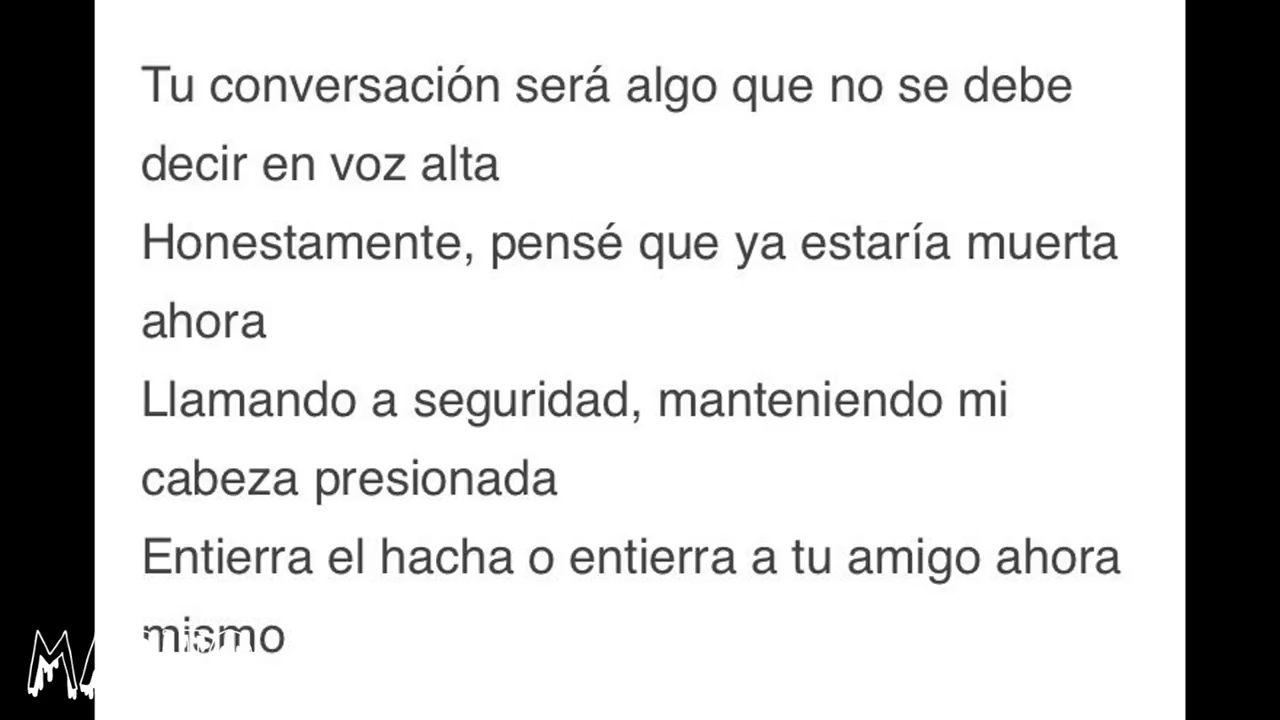 Tu conversación será algo que no se debe
decir en voz alta
Honestamente, pensé que ya estaría muerta
ahora
Llamando a seguridad, manteniendo mi
cabeza presionada
Entierra el hacha o entierra a tu amigo ahora
mismo